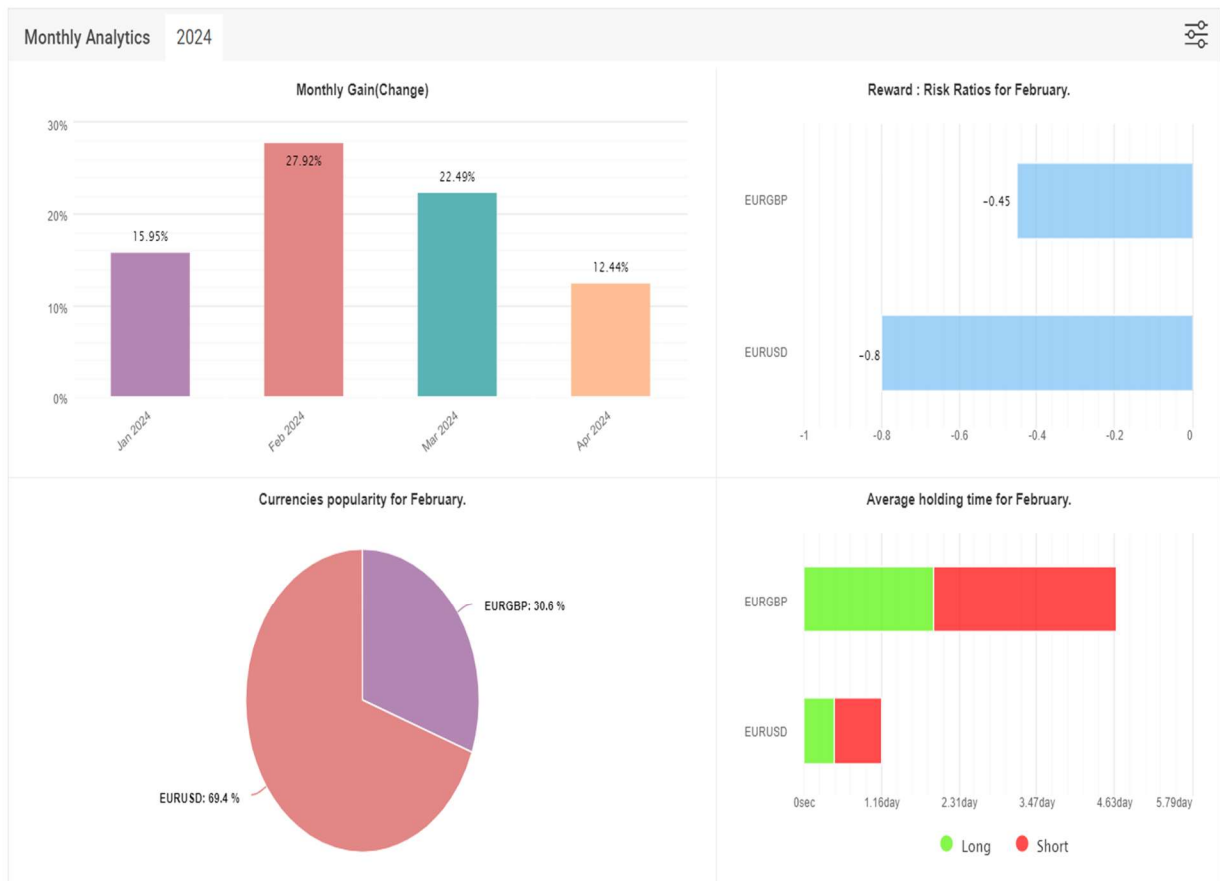 Monthly Analytics 2024
Monthly Gain(Change)
30%
20%
10%
0%
15.95%
27.92%
22.49%
12.44%
Jan 2024
Feb 2024
Mar 2024
Apr 2024
Reward : Risk Ratios for February.
EURGBP
-0.45
EURUSD
-0.8
-1 -0.8 -0.6 -0.4 -0.2 0
Currencies popularity for February.
EURGBP: 30.6 %
EURUSD: 69.4 %
Average holding time for February.
EURGBP
EURUSD
0sec 1.16day 2.31day 3.47day 4.63day 5.79day
Long Short